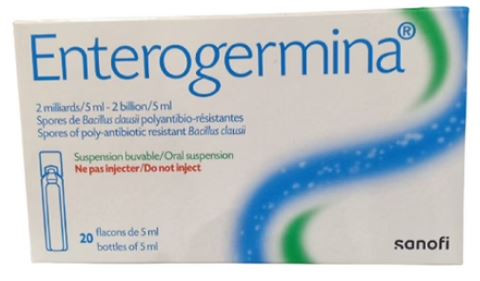 Enterogermina®
2 milliards/5 ml - 2 billion/5 ml
Spores de Bacillus clausii polyantibio-résistantes
Spores of poly-antibiotic resistant Bacillus clausii
Suspension buvable/Oral suspension
Ne pas injecter/Do not inject
20 flacons de 5 ml
bottles of 5 ml
sanofi